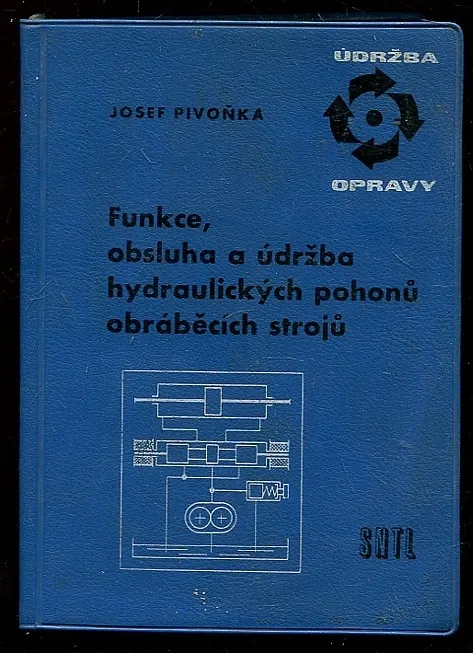 ÚDRŽBA
OPRAVY
JOSEF PIVOŇKA
Funkce,
obsluha a údržba
hydraulických pohonů
obráběcích strojů
SNTL